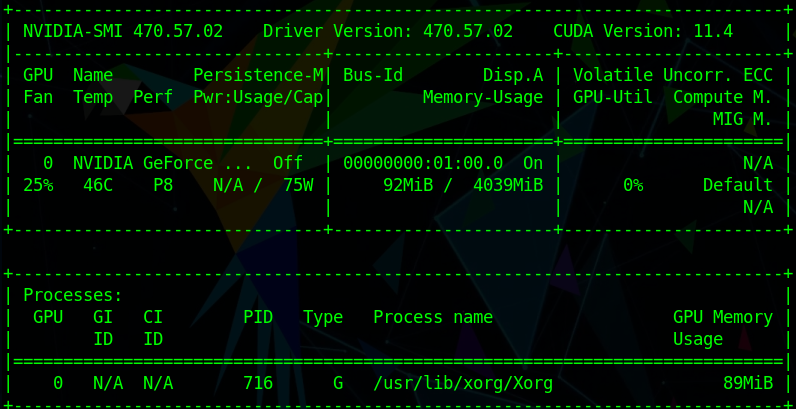 +-----------------------------------------------------------------------------+
| NVIDIA-SMI 470.57.02    Driver Version: 470.57.02    CUDA Version: 11.4     |
|-------------------------------+----------------------+----------------------+
| GPU  Name        Persistence-M| Bus-Id        Disp.A | Volatile Uncorr. ECC |
| Fan  Temp  Perf  Pwr:Usage/Cap|         Memory-Usage | GPU-Util  Compute M. |
|                               |                      |               MIG M. |
|===============================+======================+======================|
|   0  NVIDIA GeForce ...  Off  | 00000000:01:00.0  On |                  N/A |
| 25%   46C    P8    N/A /  75W |     92MiB /  4039MiB |      0%      Default |
|                               |                      |                  N/A |
+-------------------------------+----------------------+----------------------+
+-----------------------------------------------------------------------------+
| Processes:                                                                  |
|  GPU   GI   CI        PID   Type   Process name                  GPU Memory |
|        ID   ID                                                   Usage      |
|=============================================================================|
|    0   N/A  N/A       716      G   /usr/lib/xorg/Xorg                 89MiB |
+-----------------------------------------------------------------------------+